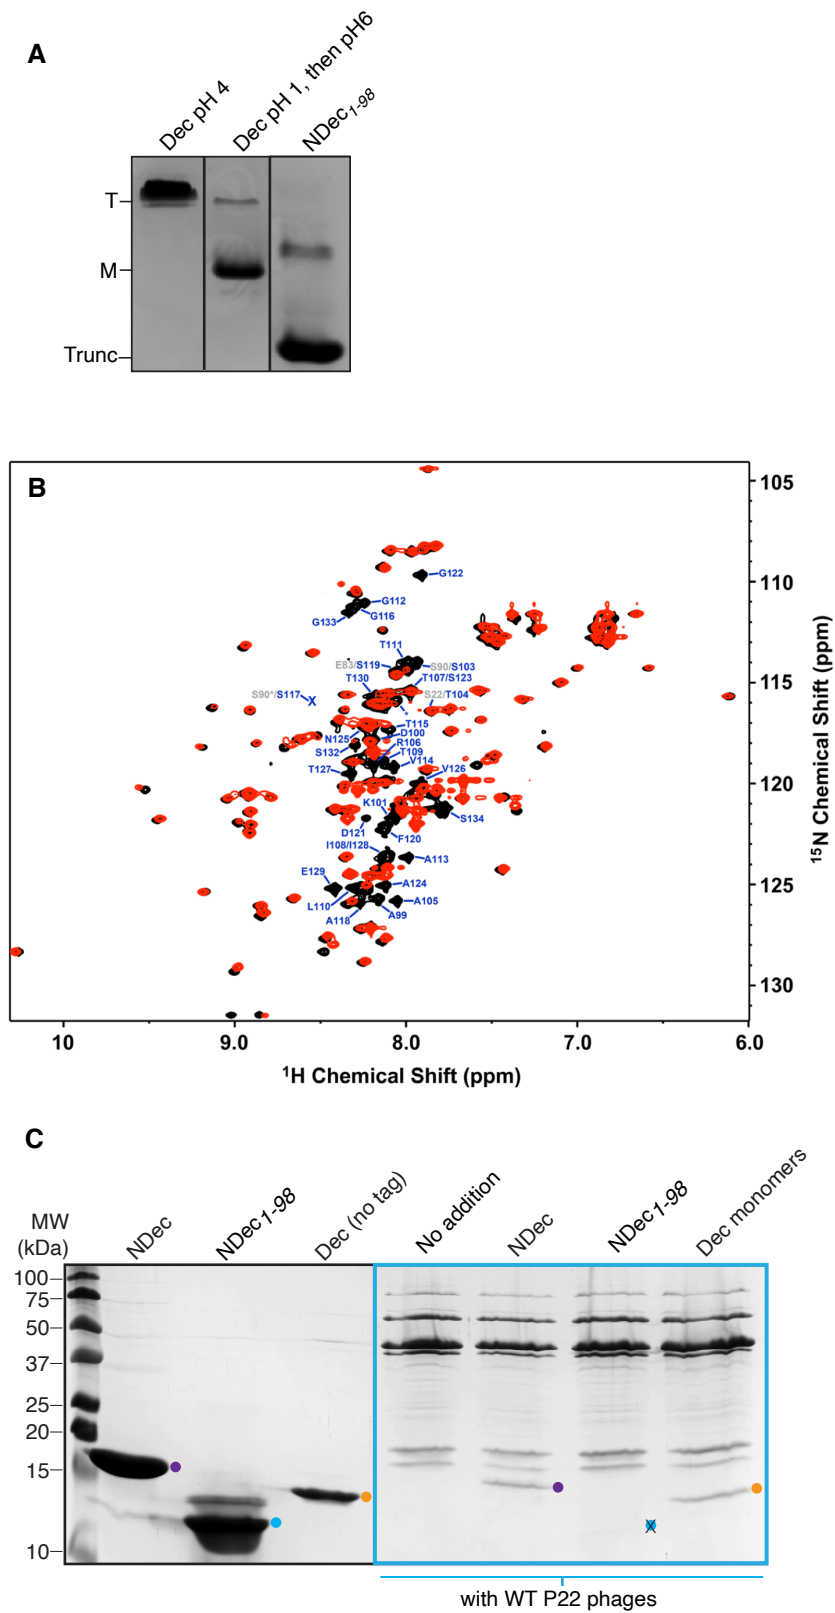 A
Dec pH 4
Dec pH 1, then pH6
NDec1-98
T
M
Trunc
B
105
110
115
120
125
130
15N Chemical Shift (ppm)
G122
G112
G116
G133
T111
E83/S119
S90/S103
T130
T107/S123
S90*/S117
X
S22/T104
T115
N125
D100
R106
S132
T109
V114
T127
V126
K101
S134
D121
F120
I108/I128
A113
E129
A124
L110
A105
A118
A99
10
9.0
8.0
7.0
6.0
1H Chemical Shift (ppm)
C
MW
(kDa)
NDec
NDec1-98
Dec (no tag)
No addition
NDec
NDec1-98
Dec monomers
100
75
50
37
25
20
15
10
X
with WT P22 phages